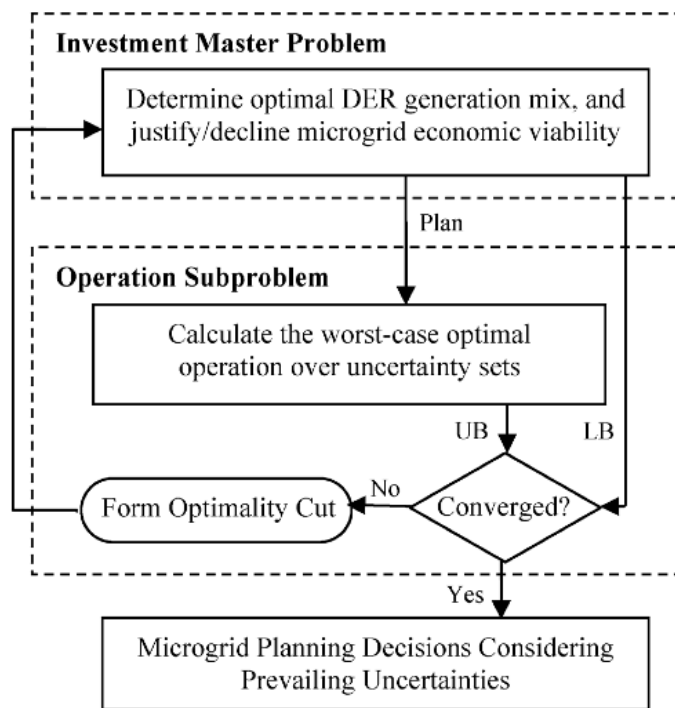 Investment Master Problem
Determine optimal DER generation mix, and
justify/decline microgrid economic viability
Plan
Operation Subproblem
Calculate the worst-case optimal
operation over uncertainty sets
UB
LB
Form Optimality Cut
No
Converged?
Yes
Microgrid Planning Decisions Considering
Prevailing Uncertainties